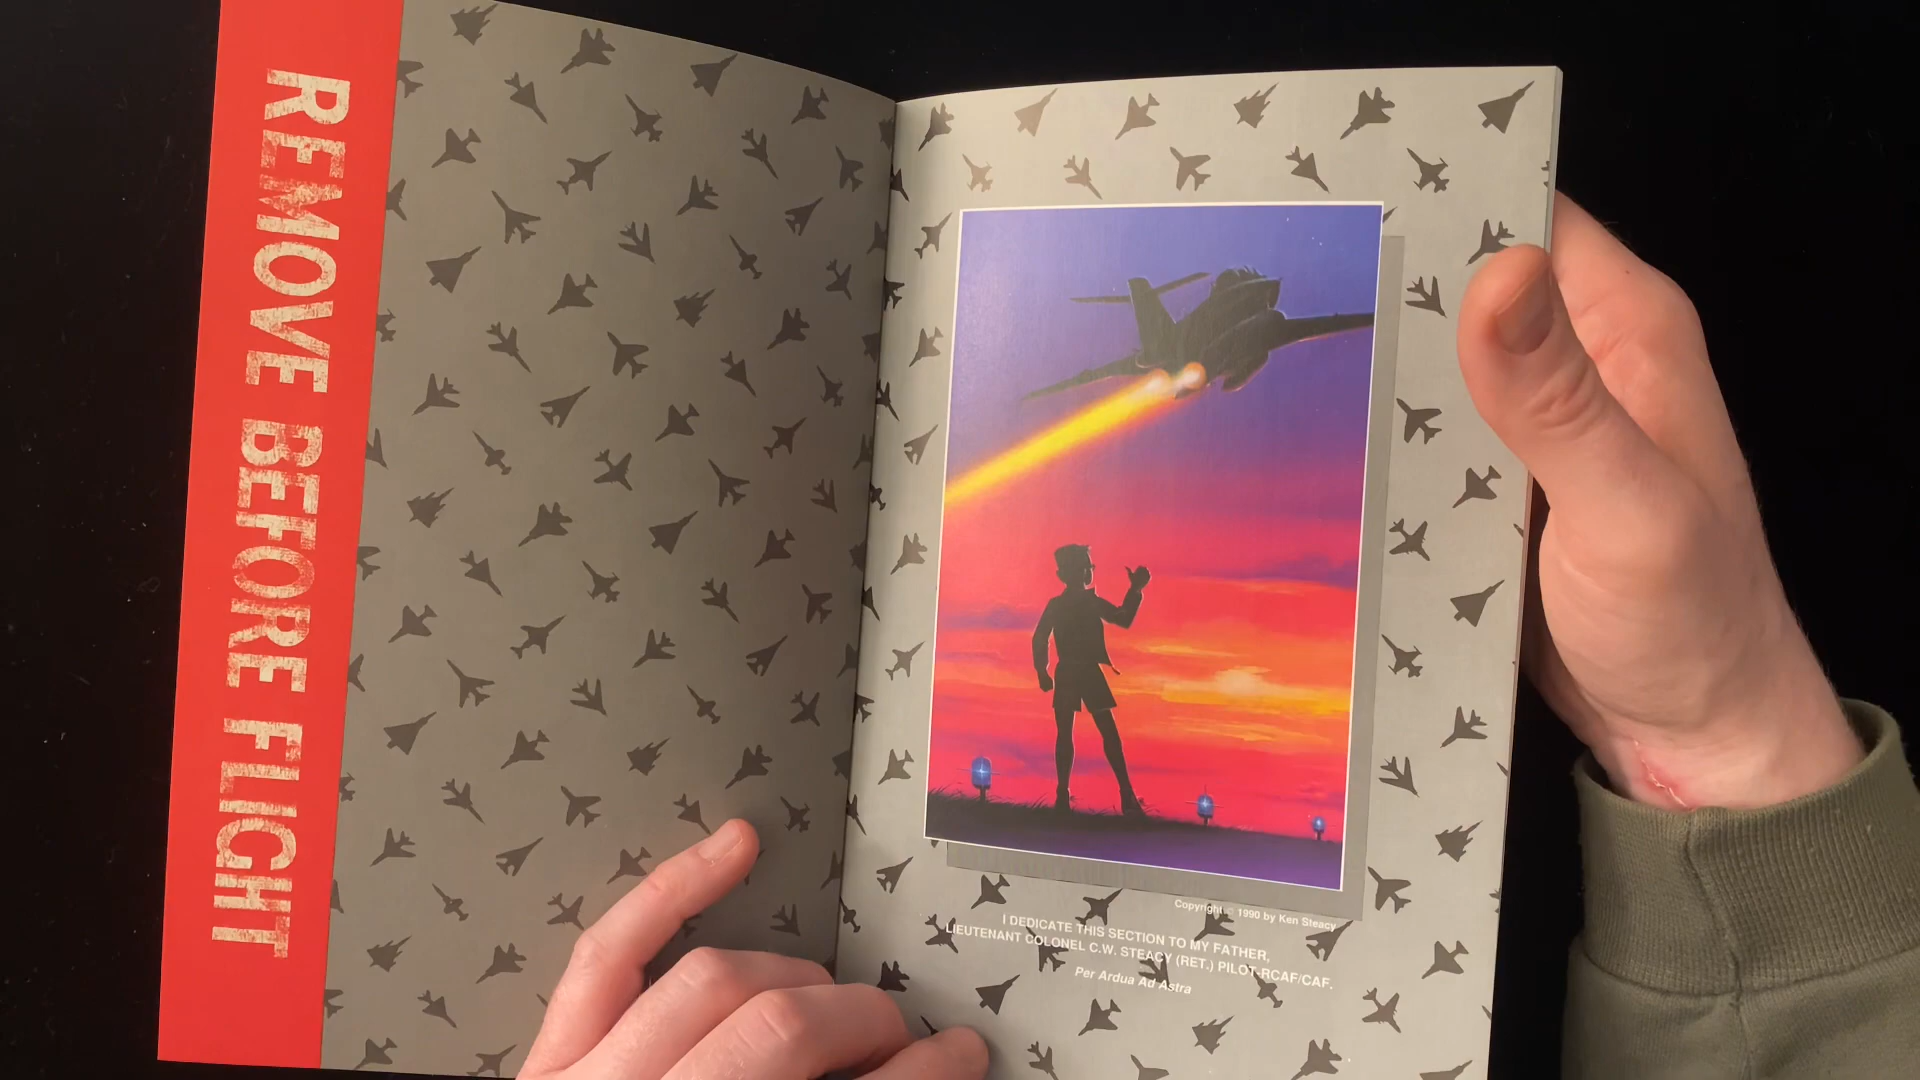 REMOVE BEFORE FLIGHT
Copyright © 1990 by Ken Steacy
I DEDICATE THIS SECTION TO MY FATHER,
LIEUTENANT COLONEL C.W. STEACY (RET.) PILOT-RCAF/CAF.
Per Ardua Ad Astra